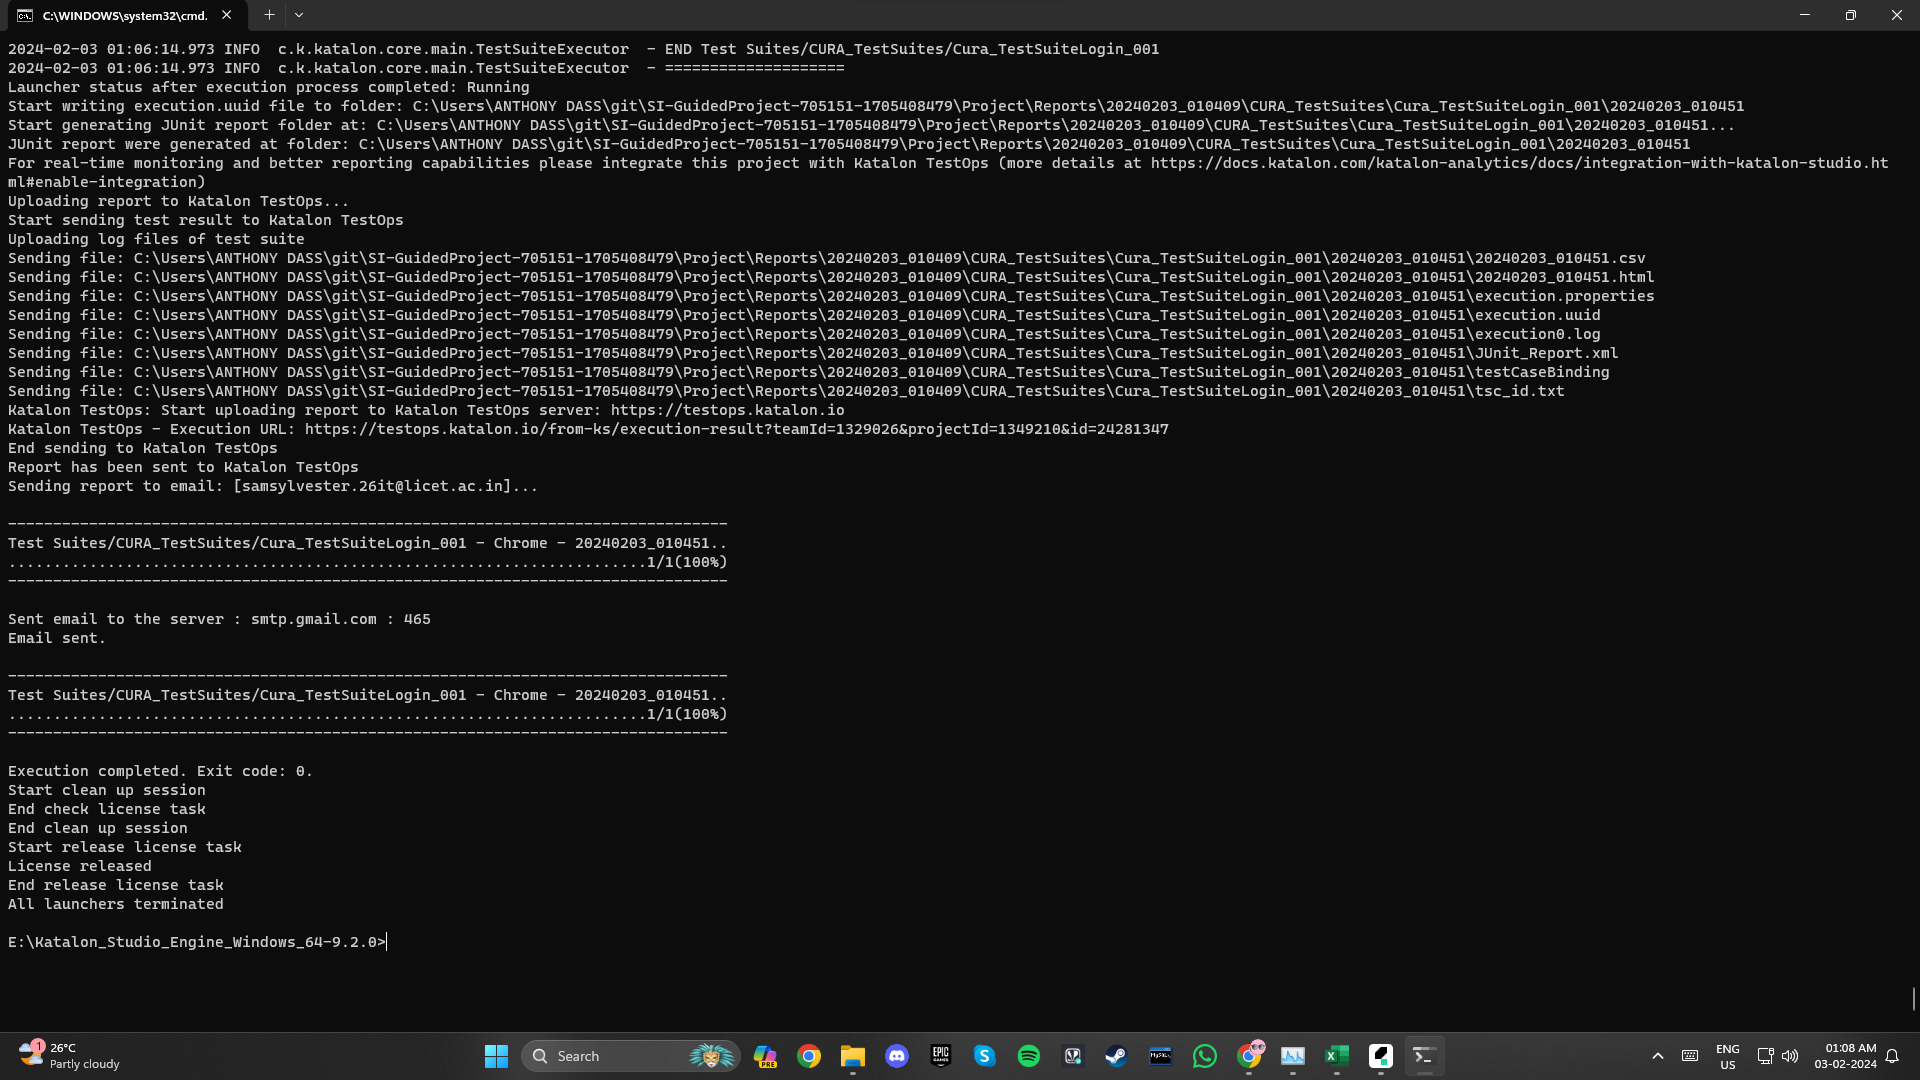 C:\WINDOWS\system32\cmd.
2024-02-03 01:06:14.973 INFO  c.k.katalon.core.main.TestSuiteExecutor  - END Test Suites/CURA_TestSuites/Cura_TestSuiteLogin_001
2024-02-03 01:06:14.973 INFO  c.k.katalon.core.main.TestSuiteExecutor  - ====================
Launcher status after execution process completed: Running
Start writing execution.uuid file to folder: C:\Users\ANTHONY DASS\git\SI-GuidedProject-705151-1705408479\Project\Reports\20240203_010409\CURA_TestSuites\Cura_TestSuiteLogin_001\20240203_010451
Start generating JUnit report folder at: C:\Users\ANTHONY DASS\git\SI-GuidedProject-705151-1705408479\Project\Reports\20240203_010409\CURA_TestSuites\Cura_TestSuiteLogin_001\20240203_010451...
JUnit report were generated at folder: C:\Users\ANTHONY DASS\git\SI-GuidedProject-705151-1705408479\Project\Reports\20240203_010409\CURA_TestSuites\Cura_TestSuiteLogin_001\20240203_010451
For real-time monitoring and better reporting capabilities please integrate this project with Katalon TestOps (more details at https://docs.katalon.com/katalon-analytics/docs/integration-with-katalon-studio.ht
ml#enable-integration)
Uploading report to Katalon TestOps...
Start sending test result to Katalon TestOps
Uploading log files of test suite
Sending file: C:\Users\ANTHONY DASS\git\SI-GuidedProject-705151-1705408479\Project\Reports\20240203_010409\CURA_TestSuites\Cura_TestSuiteLogin_001\20240203_010451\20240203_010451.csv
Sending file: C:\Users\ANTHONY DASS\git\SI-GuidedProject-705151-1705408479\Project\Reports\20240203_010409\CURA_TestSuites\Cura_TestSuiteLogin_001\20240203_010451\20240203_010451.html
Sending file: C:\Users\ANTHONY DASS\git\SI-GuidedProject-705151-1705408479\Project\Reports\20240203_010409\CURA_TestSuites\Cura_TestSuiteLogin_001\20240203_010451\execution.properties
Sending file: C:\Users\ANTHONY DASS\git\SI-GuidedProject-705151-1705408479\Project\Reports\20240203_010409\CURA_TestSuites\Cura_TestSuiteLogin_001\20240203_010451\execution.uuid
Sending file: C:\Users\ANTHONY DASS\git\SI-GuidedProject-705151-1705408479\Project\Reports\20240203_010409\CURA_TestSuites\Cura_TestSuiteLogin_001\20240203_010451\execution0.log
Sending file: C:\Users\ANTHONY DASS\git\SI-GuidedProject-705151-1705408479\Project\Reports\20240203_010409\CURA_TestSuites\Cura_TestSuiteLogin_001\20240203_010451\JUnit_Report.xml
Sending file: C:\Users\ANTHONY DASS\git\SI-GuidedProject-705151-1705408479\Project\Reports\20240203_010409\CURA_TestSuites\Cura_TestSuiteLogin_001\20240203_010451\testCaseBinding
Sending file: C:\Users\ANTHONY DASS\git\SI-GuidedProject-705151-1705408479\Project\Reports\20240203_010409\CURA_TestSuites\Cura_TestSuiteLogin_001\20240203_010451\tsc_id.txt
Katalon TestOps: Start uploading report to Katalon TestOps server: https://testops.katalon.io
Katalon TestOps - Execution URL: https://testops.katalon.io/from-ks/execution-result?teamId=1329026&projectId=1349210&id=24281347
End sending to Katalon TestOps
Report has been sent to Katalon TestOps
Sending report to email: [samsylvester.26it@licet.ac.in]...
--------------------------------------------------------------------------------
Test Suites/CURA_TestSuites/Cura_TestSuiteLogin_001 - Chrome - 20240203_010451..
.......................................................................1/1(100%)
--------------------------------------------------------------------------------
Sent email to the server : smtp.gmail.com : 465
Email sent.
--------------------------------------------------------------------------------
Test Suites/CURA_TestSuites/Cura_TestSuiteLogin_001 - Chrome - 20240203_010451..
.......................................................................1/1(100%)
--------------------------------------------------------------------------------
Execution completed. Exit code: 0.
Start clean up session
End check license task
End clean up session
Start release license task
License released
End release license task
All launchers terminated
E:\Katalon_Studio_Engine_Windows_64-9.2.0>
1
26°C
Partly cloudy
Search
PRE
EPIC GAMES
MySQL
ENG
US
01:08 AM
03-02-2024